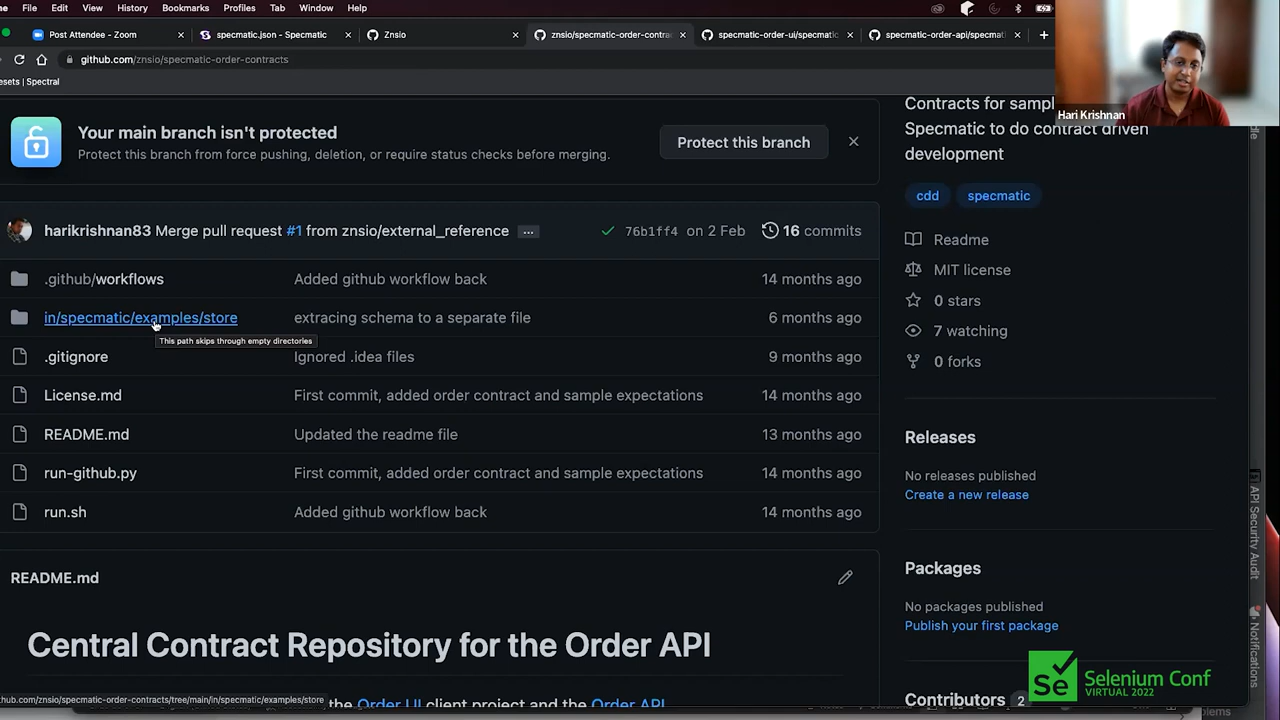 File Edit View History Bookmarks Profiles Tab Window Help
Post Attendee - Zoom × specmatic.json - Specmatic × Znsio × znsio/specmatic-order-contra × specmatic-order-ui/specmatic × specmatic-order-api/specmat × +
github.com/znsio/specmatic-order-contracts
esets | Spectral
Hari Krishnan
Your main branch isn't protected
Protect this branch from force pushing, deletion, or require status checks before merging.
Protect this branch
harikrishnan83 Merge pull request #1 from znsio/external_reference ... 76b1ff4 on 2 Feb 16 commits
.github/workflows Added github workflow back 14 months ago
in/specmatic/examples/store extracing schema to a separate file 6 months ago
This path skips through empty directories
.gitignore Ignored .idea files 9 months ago
License.md First commit, added order contract and sample expectations 14 months ago
README.md Updated the readme file 13 months ago
run-github.py First commit, added order contract and sample expectations 14 months ago
run.sh Added github workflow back 14 months ago
README.md
Central Contract Repository for the Order API
the Order UI client project and the Order API
hub.com/znsio/specmatic-order-contracts/tree/main/in/specmatic/examples/store
Contracts for samp
Specmatic to do contract driven
development
cdd specmatic
Readme
MIT license
0 stars
7 watching
0 forks
Releases
No releases published
Create a new release
Packages
No packages published
Publish your first package
Contributors 2
API Security Audit
Notifications
Se Selenium Conf
VIRTUAL 2022